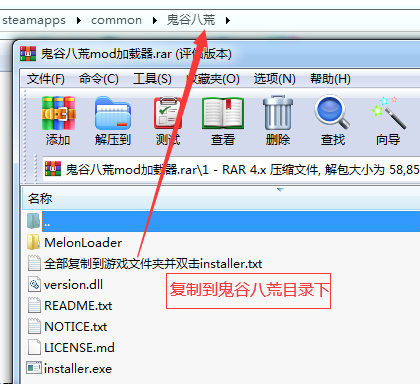 steamapps ▸ common ▸ 鬼谷八荒 ▸
鬼谷八荒mod加载器.rar (评估版本)
文件(F) 命令(C) 工具(S) 收藏夹(O) 选项(N) 帮助(H)
添加 解压到 测试 查看 删除 查找 向导
鬼谷八荒mod加载器.rar\1 - RAR 4.x 压缩文件, 解包大小为 58,85
名称
..
MelonLoader
全部复制到游戏文件夹并双击installer.txt
version.dll
复制到鬼谷八荒目录下
README.txt
NOTICE.txt
LICENSE.md
installer.exe